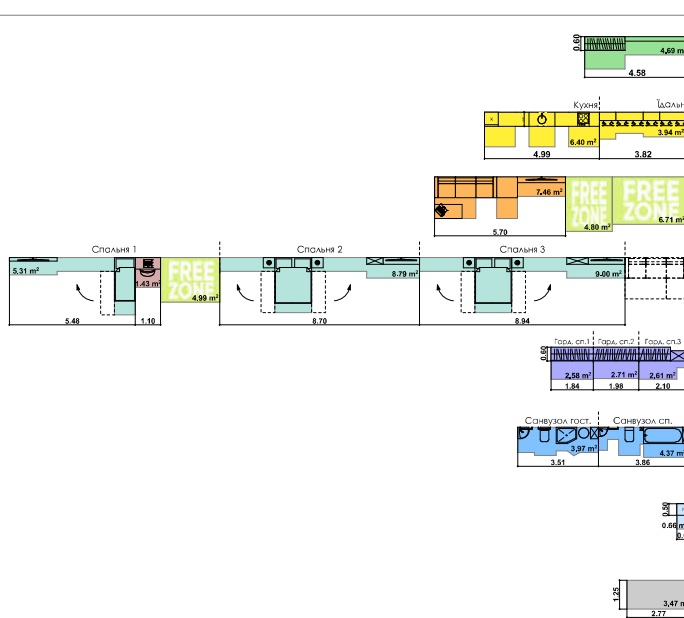 0.60
4.69 m
4.58
Кухня Їдаль
x
6.40 m² 3.94 m²
4.99 3.82
7.46 m²
FREE ZONE 4.80 m²
FREE ZONE 6.71 m²
5.70
Спальня 1 Спальня 2 Спальня 3
5.31 m² 1.43 m² FREE ZONE 4.99 m² 8.79 m² 9.00 m²
5.48 1.10 8.70 8.94
Гард. сп.1 Гард. сп.2 Гард. сп.3
0.60
2.58 m² 2.71 m² 2.61 m²
1.84 1.98 2.10
Санвузол гост. Санвузол сп.
3.97 m² 4.37 m
3.51 3.86
0.50
0.66 m
0.
1.25
3,47 m
2.77